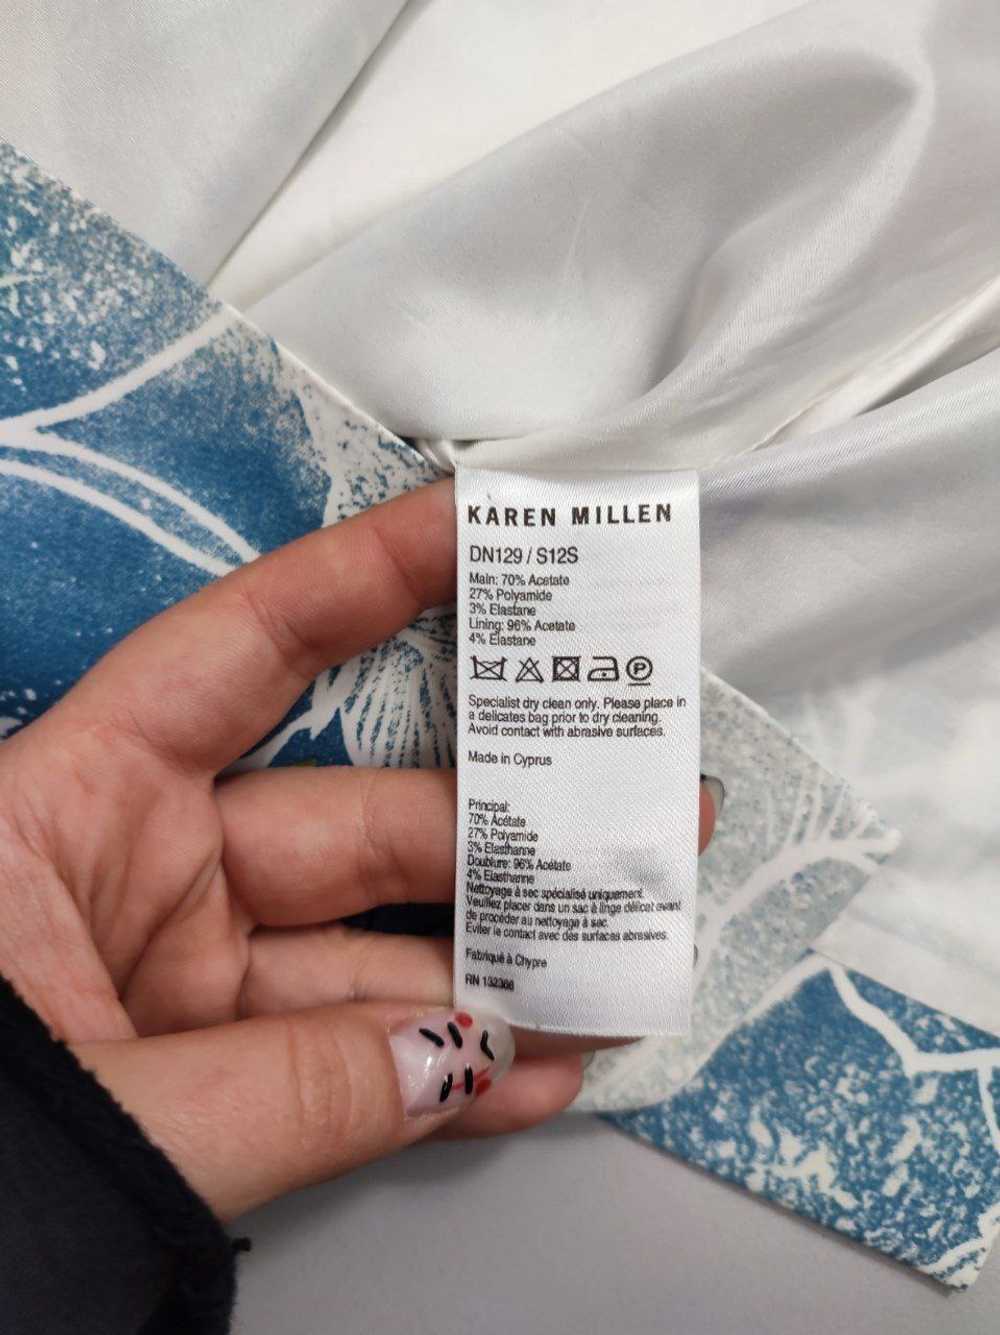 KAREN MILLEN
DN129 / S12S
Main: 70% Acetate
27% Polyamide
3% Elastane
Lining: 96% Acetate
4% Elastane
P
Specialist dry clean only. Please place in
a delicates bag prior to dry cleaning.
Avoid contact with abrasive surfaces.
Made in Cyprus
Principal:
70% Acétate
27% Polyamide
3% Elasthanne
Doublure: 96% Acétate
4% Elasthanne
Nettoyage à sec spécialisé uniquement.
Veuillez placer dans un sac à linge délicat avant
de procéder au nettoyage à sec.
Eviter le contact avec des surfaces abrasives.
Fabriqué à Chypre
RN 132366